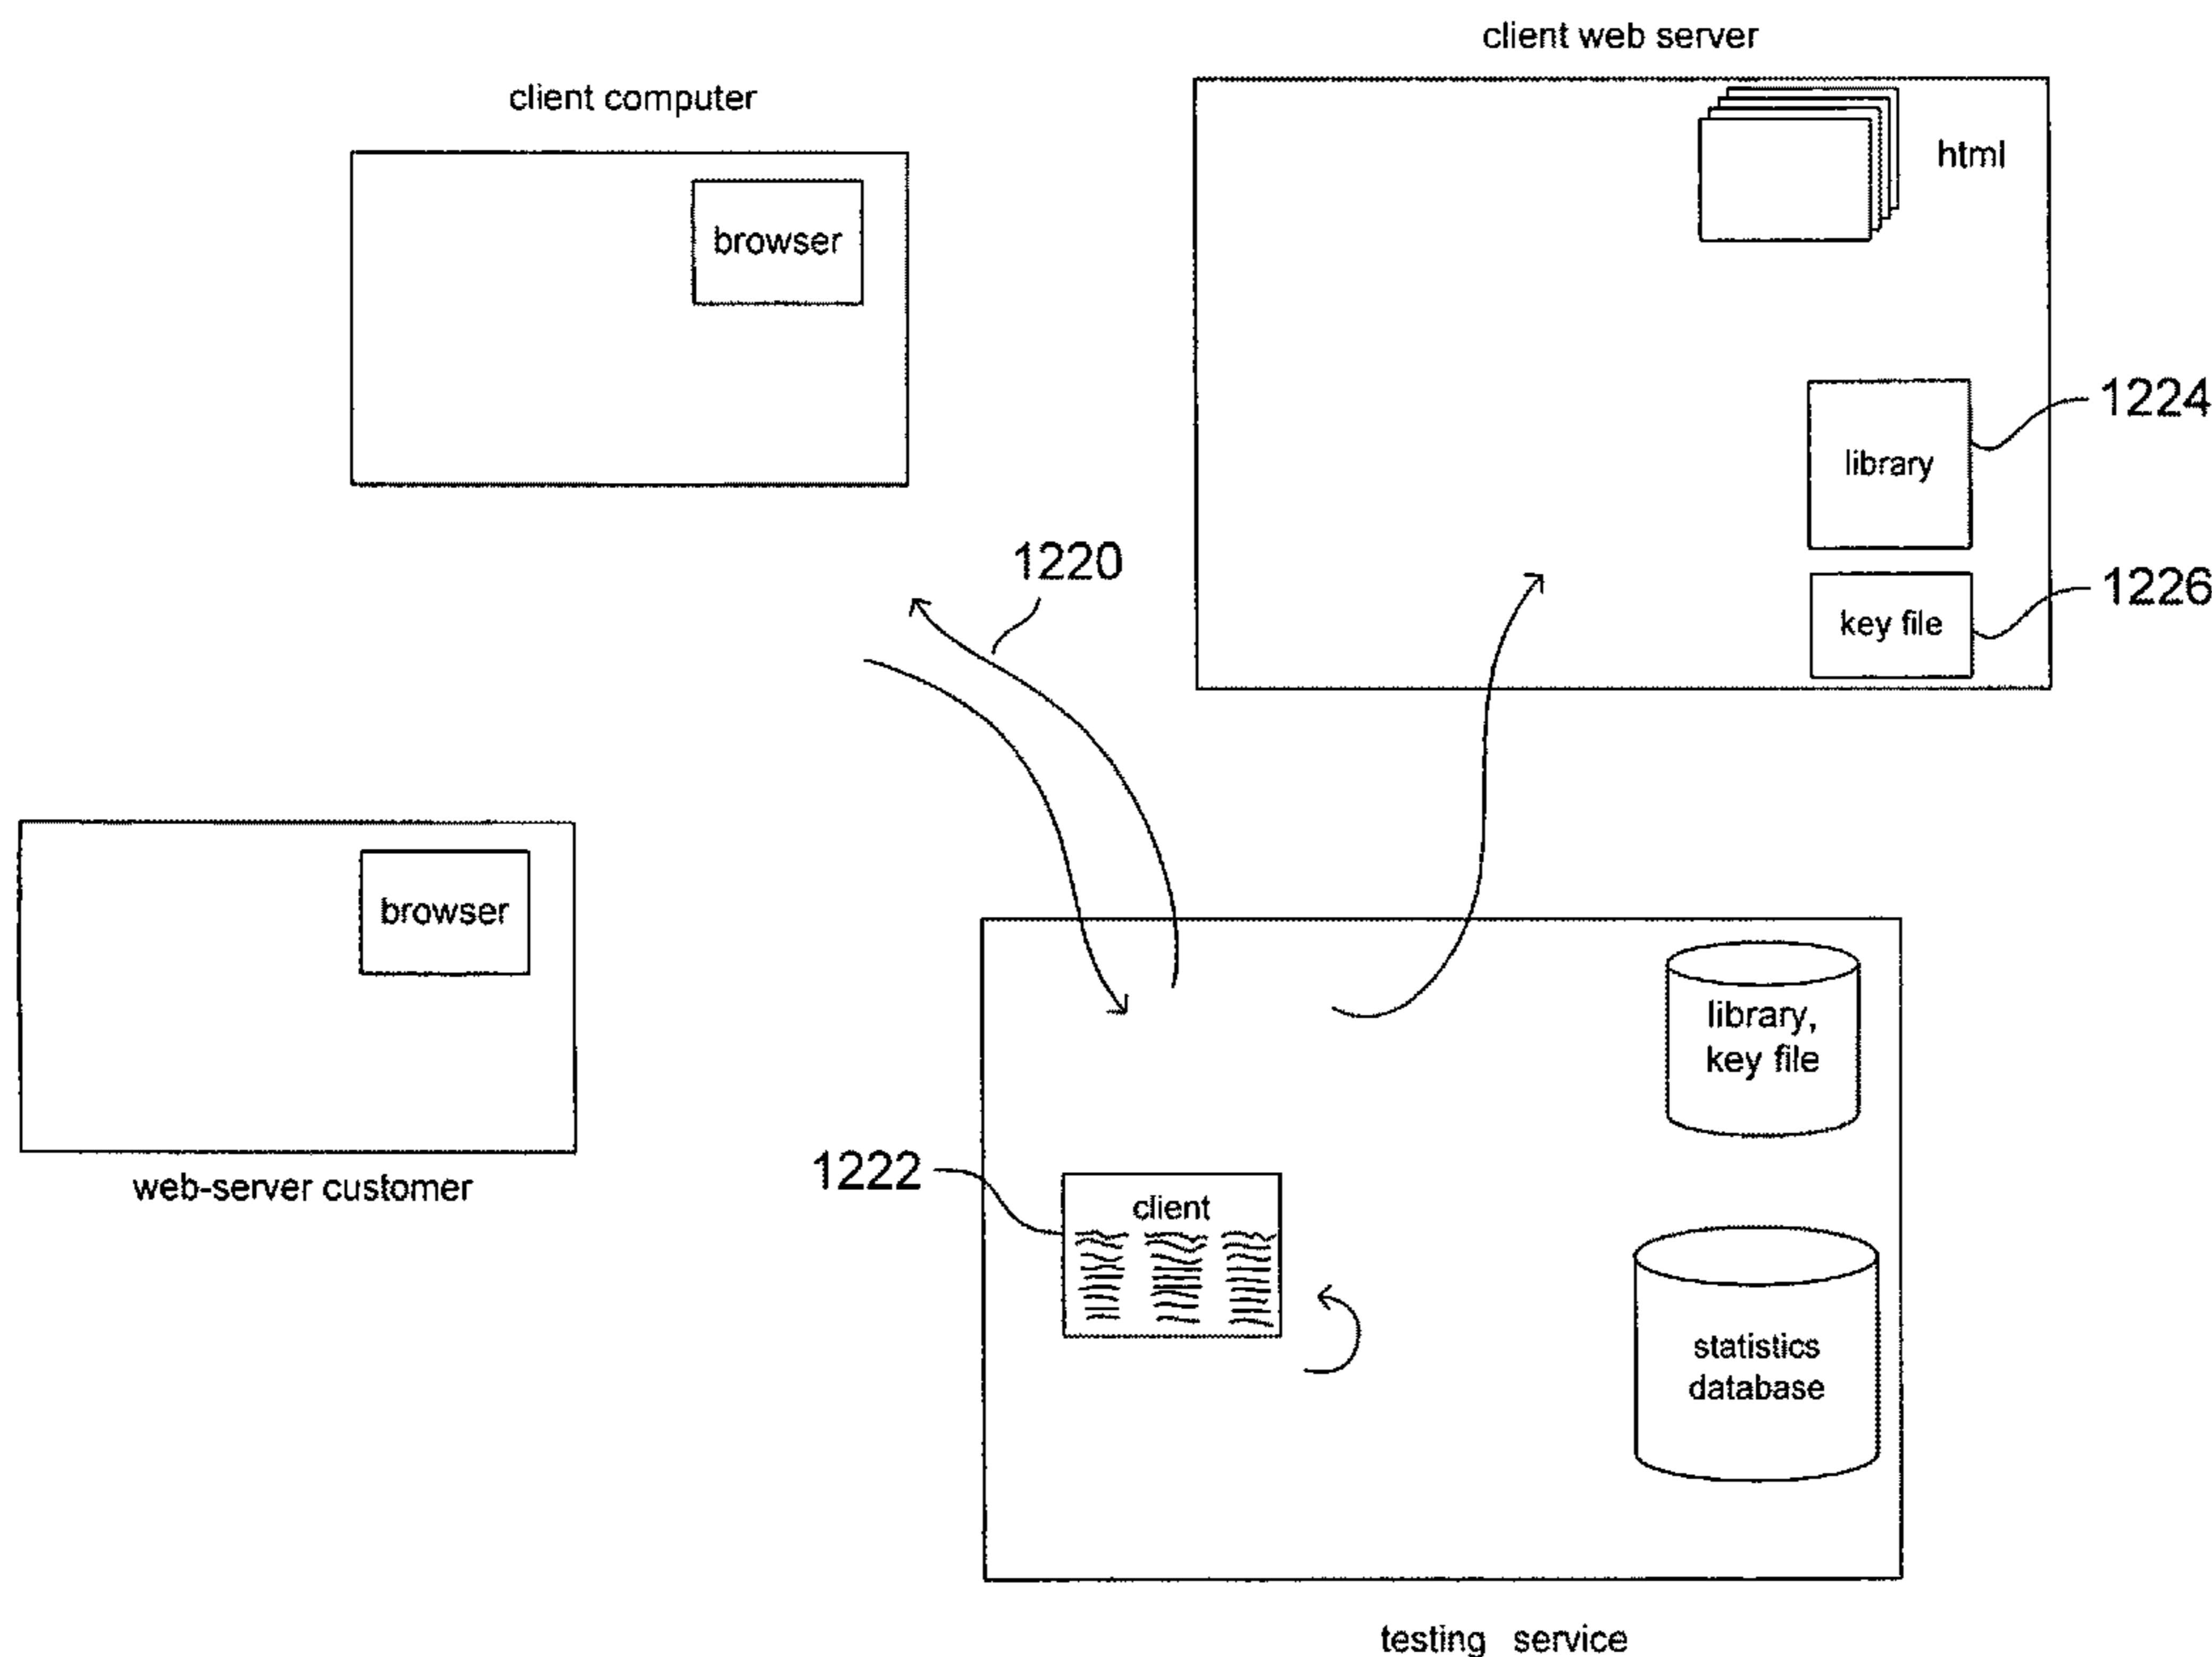 client web server
client computer
html
browser
1224
library
1220
1226
key file
browser
library,
key file
1222
web-server customer
client
statistics
database
testing service